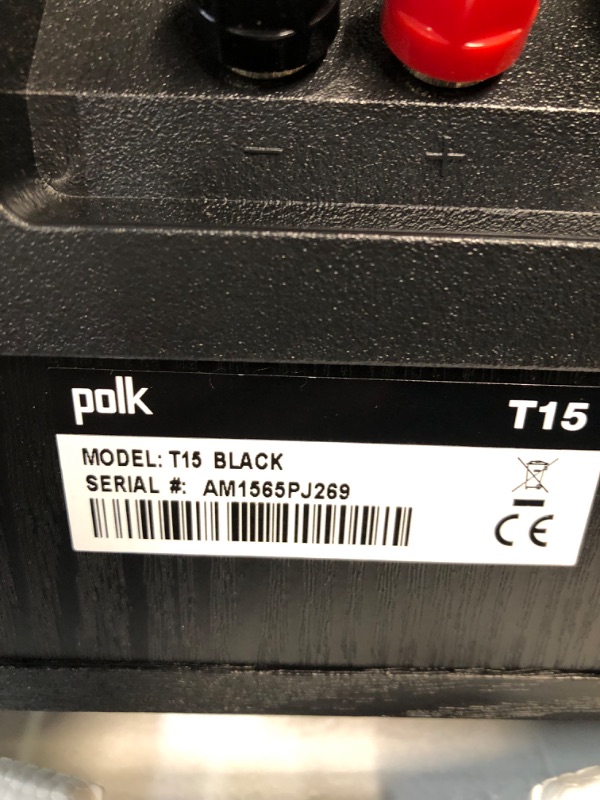 − +
polk T15
MODEL: T15 BLACK
SERIAL #: AM1565PJ269
CE